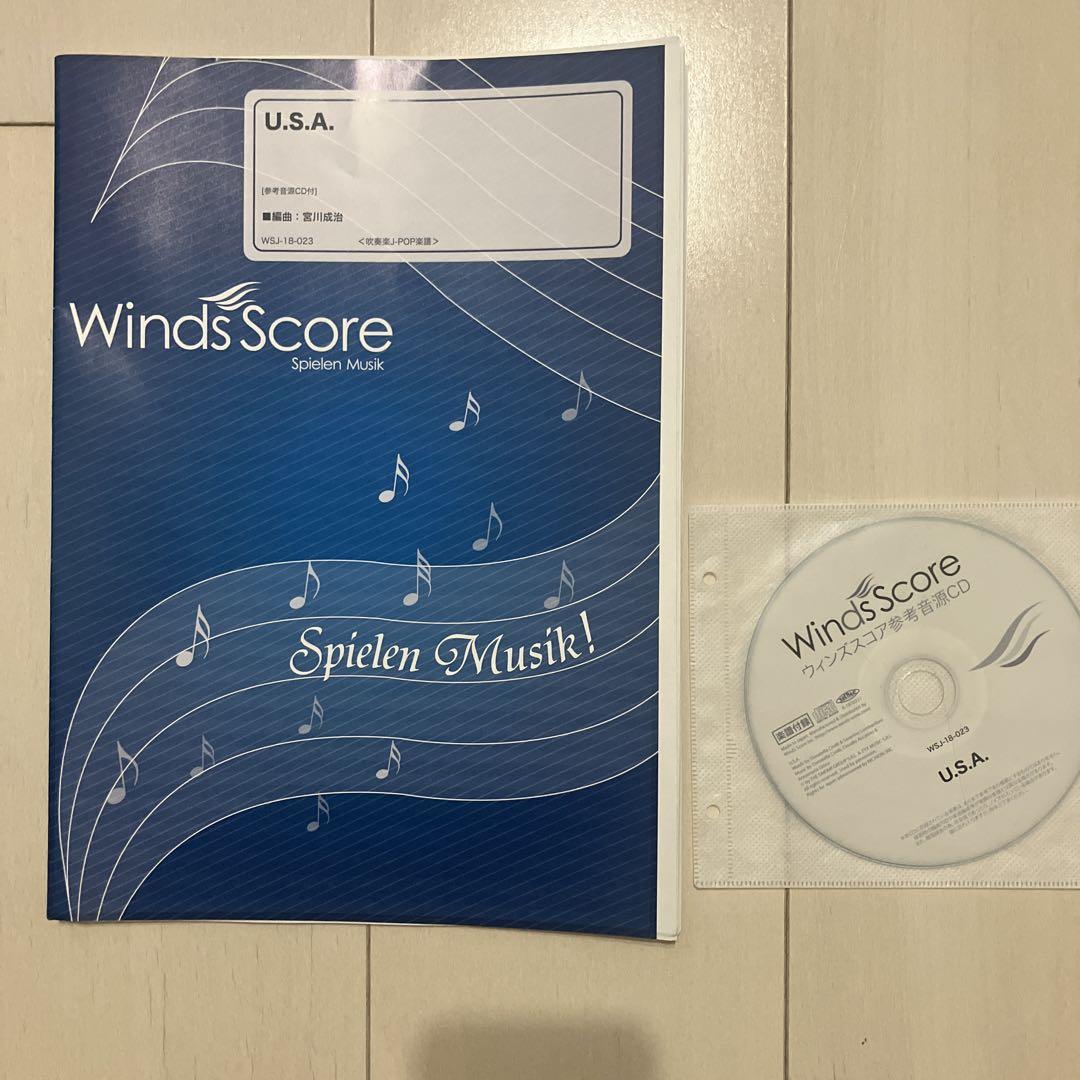 U.S.A.
[参考音源CD付]
■編曲：宮川成治
WSJ-18-023 ＜吹奏楽J-POP楽譜＞
Winds Score
Spielen Musik
Spielen Musik!
Winds Score
ウィンズスコア参考音源CD
楽譜付録
WSJ-18-023
U.S.A.